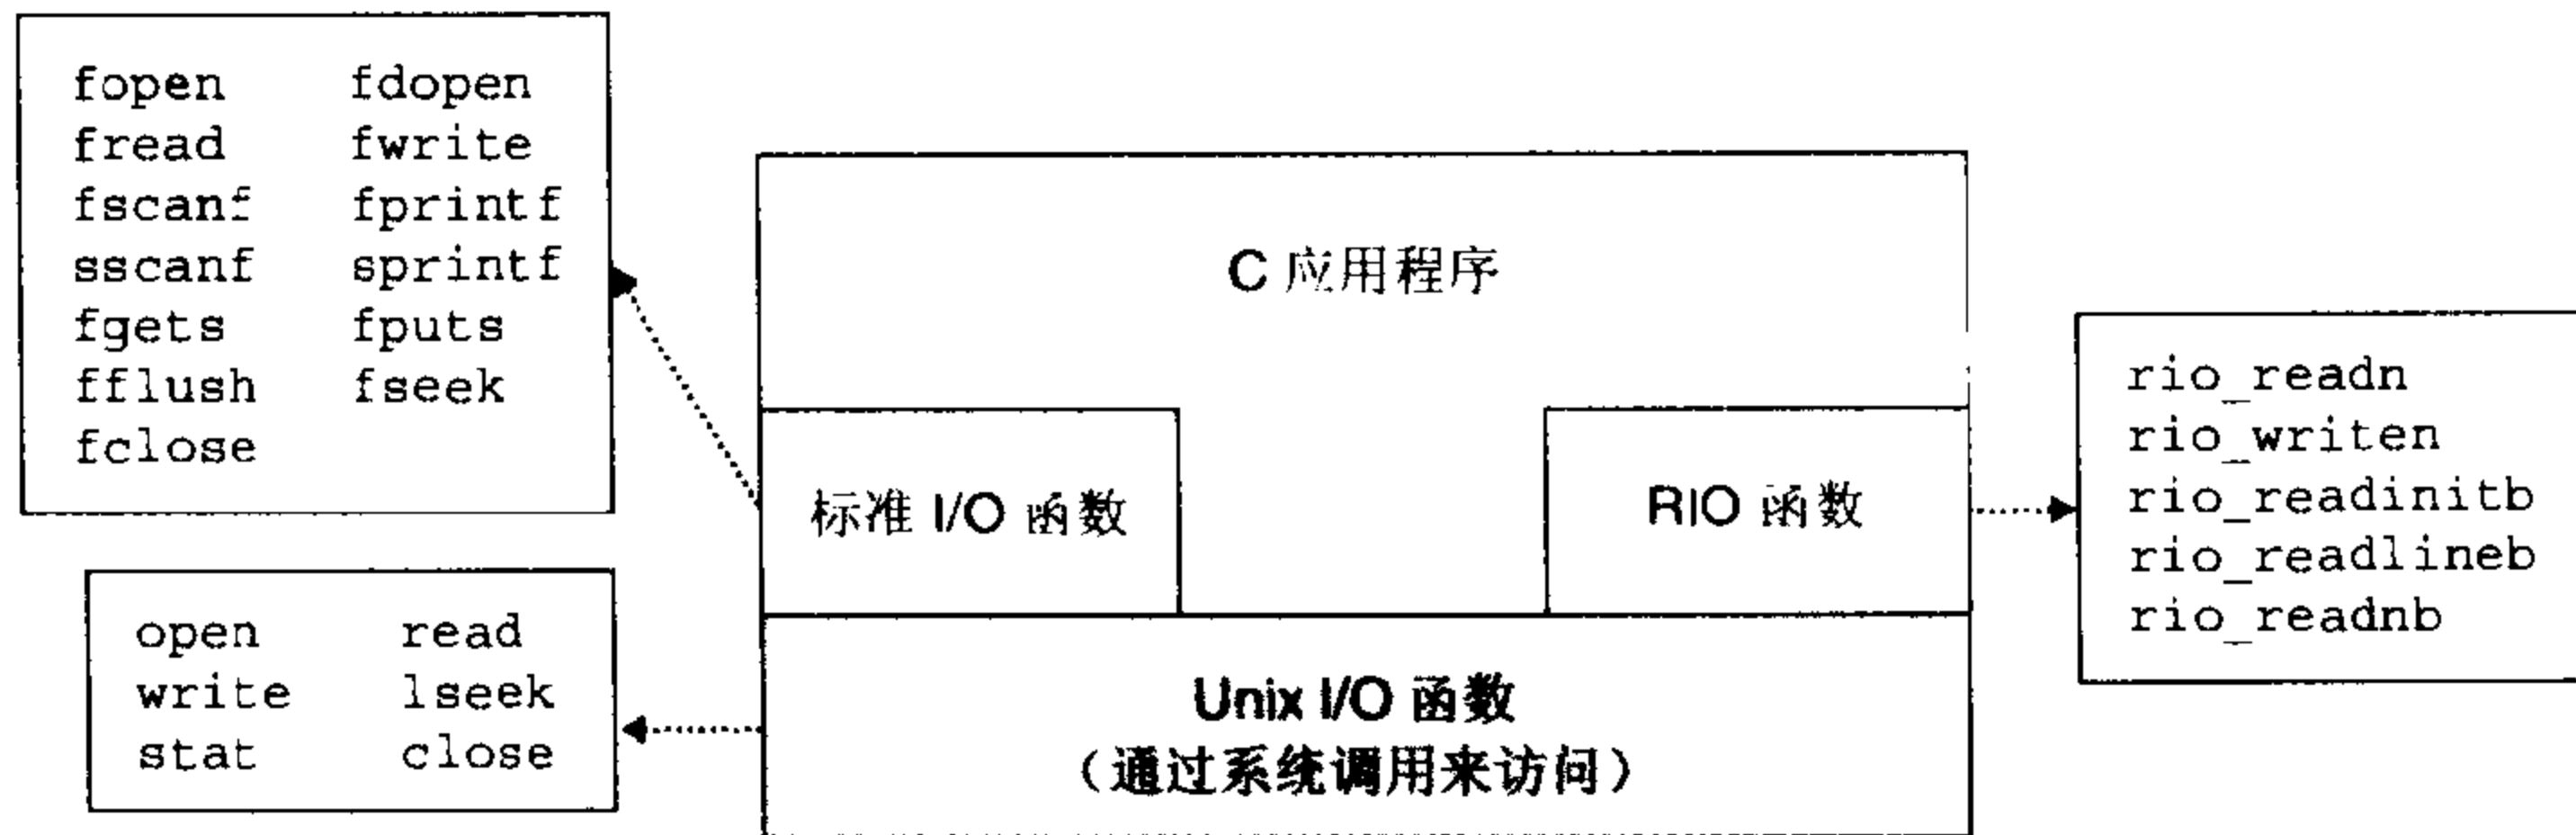 fopen fdopen
fread fwrite
fscanf fprintf
sscanf sprintf
fgets fputs
fflush fseek
fclose
open read
write lseek
stat close
C 应用程序
标准 I/O 函数
RIO 函数
Unix I/O 函数
（通过系统调用来访问）
rio_readn
rio_writen
rio_readinitb
rio_readlineb
rio_readnb